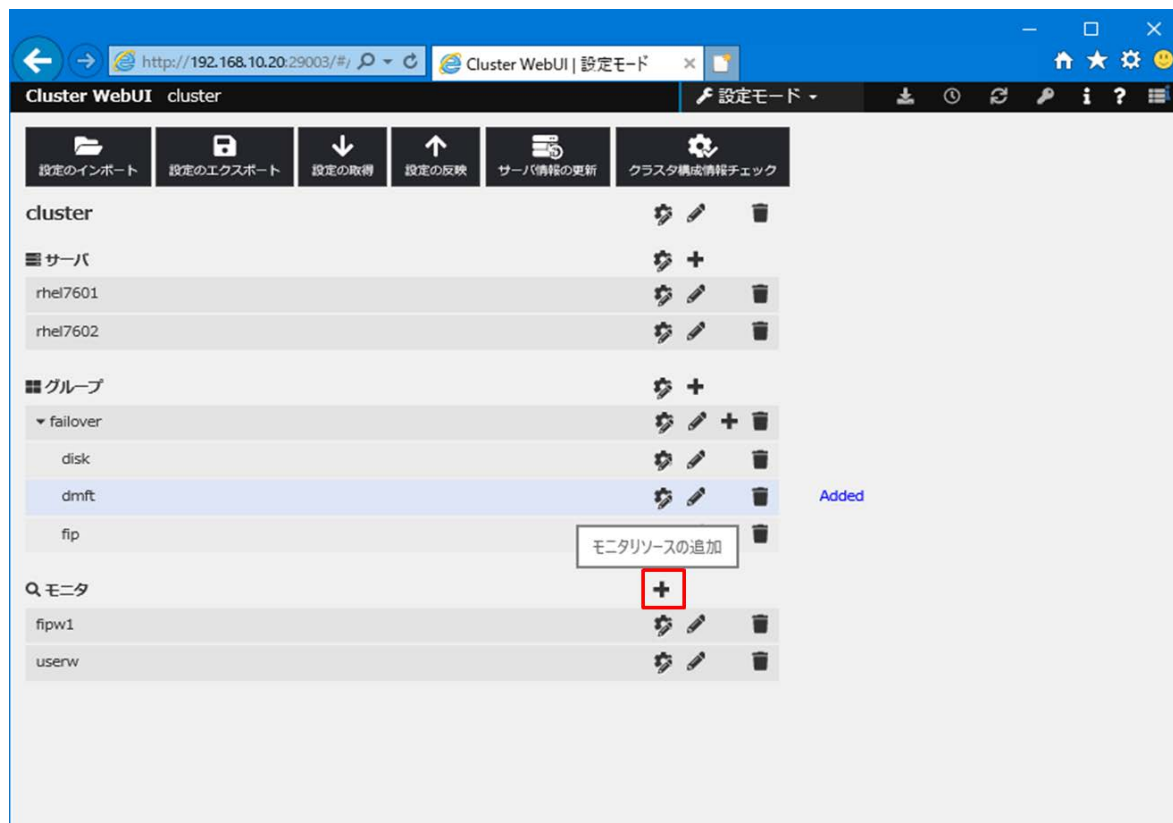 http://192.168.10.20:29003/#/
Cluster WebUI | 設定モード
Cluster WebUI cluster
設定モード
設定のインポート
設定のエクスポート
設定の取得
設定の反映
サーバ情報の更新
クラスタ構成情報チェック
cluster
サーバ
rhel7601
rhel7602
グループ
failover
disk
dmft
Added
fip
モニタリソースの追加
モニタ
fipw1
userw